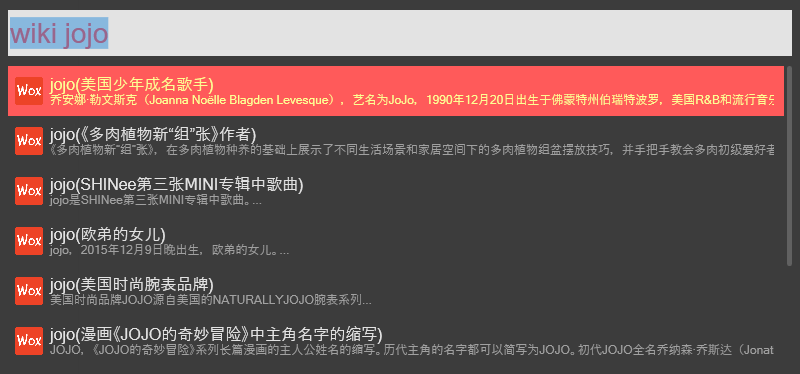 wiki jojo
Wox jojo(美国少年成名歌手)
乔安娜·勒文斯克（Joanna Noëlle Blagden Levesque），艺名为JoJo，1990年12月20日出生于佛蒙特州伯瑞特波罗，美国R&B和流行音乐
Wox jojo(《多肉植物新“组”张》作者)
《多肉植物新“组”张》，在多肉植物种养的基础上展示了不同生活场景和家居空间下的多肉植物组盆摆放技巧，并手把手教会多肉初级爱好者
Wox jojo(SHINee第三张MINI专辑中歌曲)
jojo是SHINee第三张MINI专辑中歌曲。...
Wox jojo(欧弟的女儿)
jojo，2015年12月9日晚出生，欧弟的女儿。...
Wox jojo(美国时尚腕表品牌)
美国时尚品牌JOJO源自美国的NATURALLYJOJO腕表系列...
Wox jojo(漫画《JOJO的奇妙冒险》中主角名字的缩写)
JOJO，《JOJO的奇妙冒险》系列长篇漫画的主人公姓名的缩写。历代主角的名字都可以简写为JOJO。初代JOJO全名乔纳森·乔斯达（Jonat